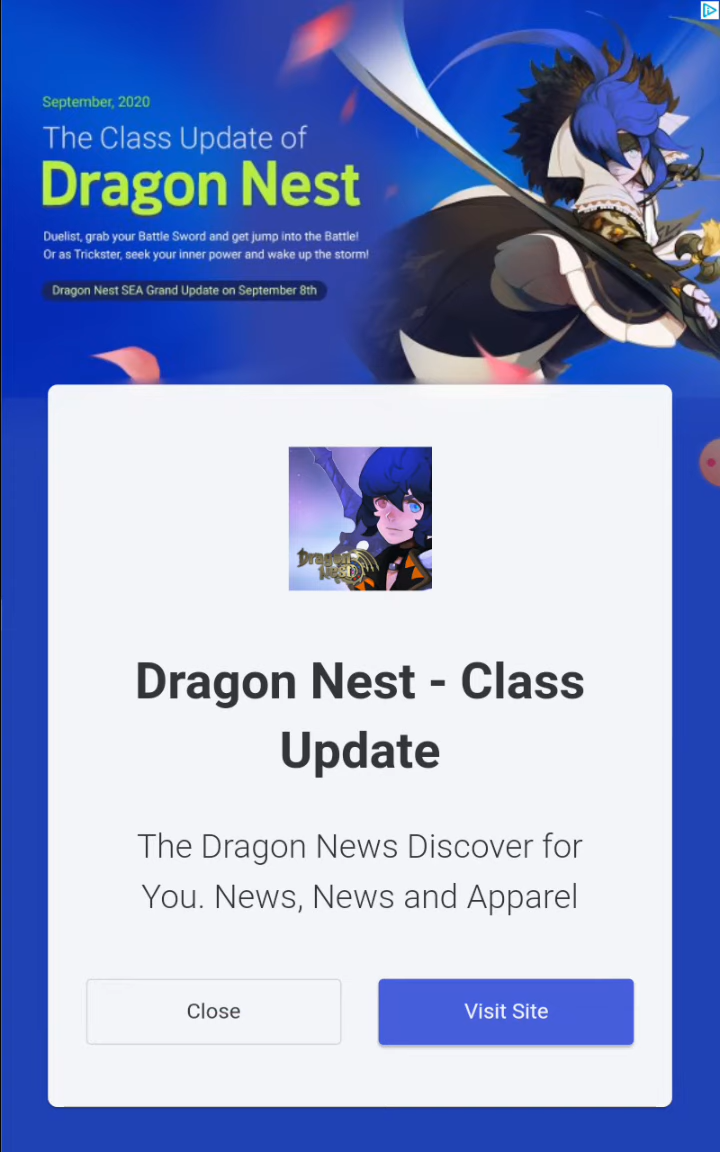 September, 2020
The Class Update of
Dragon Nest
Duelist, grab your Battle Sword and get jump into the Battle!
Or as Trickster, seek your inner power and wake up the storm!
Dragon Nest SEA Grand Update on September 8th
Dragon
Nest
Dragon Nest - Class
Update
The Dragon News Discover for
You. News, News and Apparel
Close
Visit Site